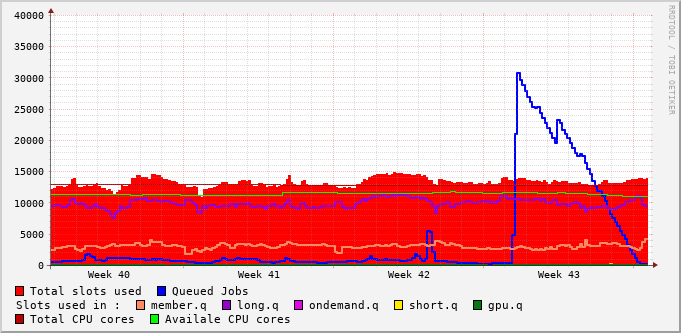 40000
35000
30000
25000
20000
15000
10000
5000
0
Week 40 Week 41 Week 42 Week 43
RRDTOOL / TOBI OETIKER
Total slots used Queued Jobs
Slots used in : member.q long.q ondemand.q short.q gpu.q
Total CPU cores Availale CPU cores